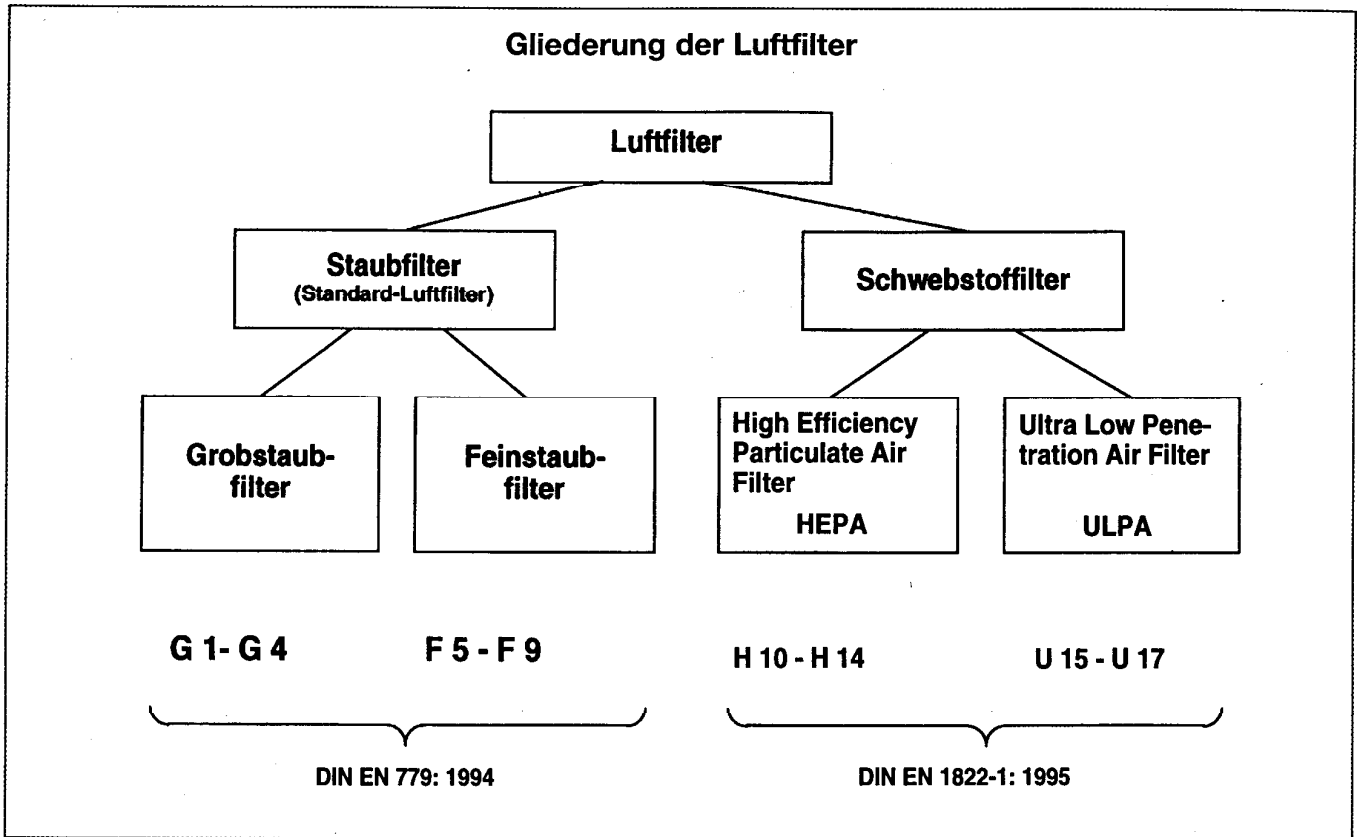 Gliederung der Luftfilter
Luftfilter
Staubfilter
(Standard-Luftfilter)
Schwebstoffilter
Grobstaub-
filter
Feinstaub-
filter
High Efficiency
Particulate Air
Filter
HEPA
Ultra Low Pene-
tration Air Filter
ULPA
G 1- G 4
F 5 - F 9
H 10 - H 14
U 15 - U 17
DIN EN 779: 1994
DIN EN 1822-1: 1995